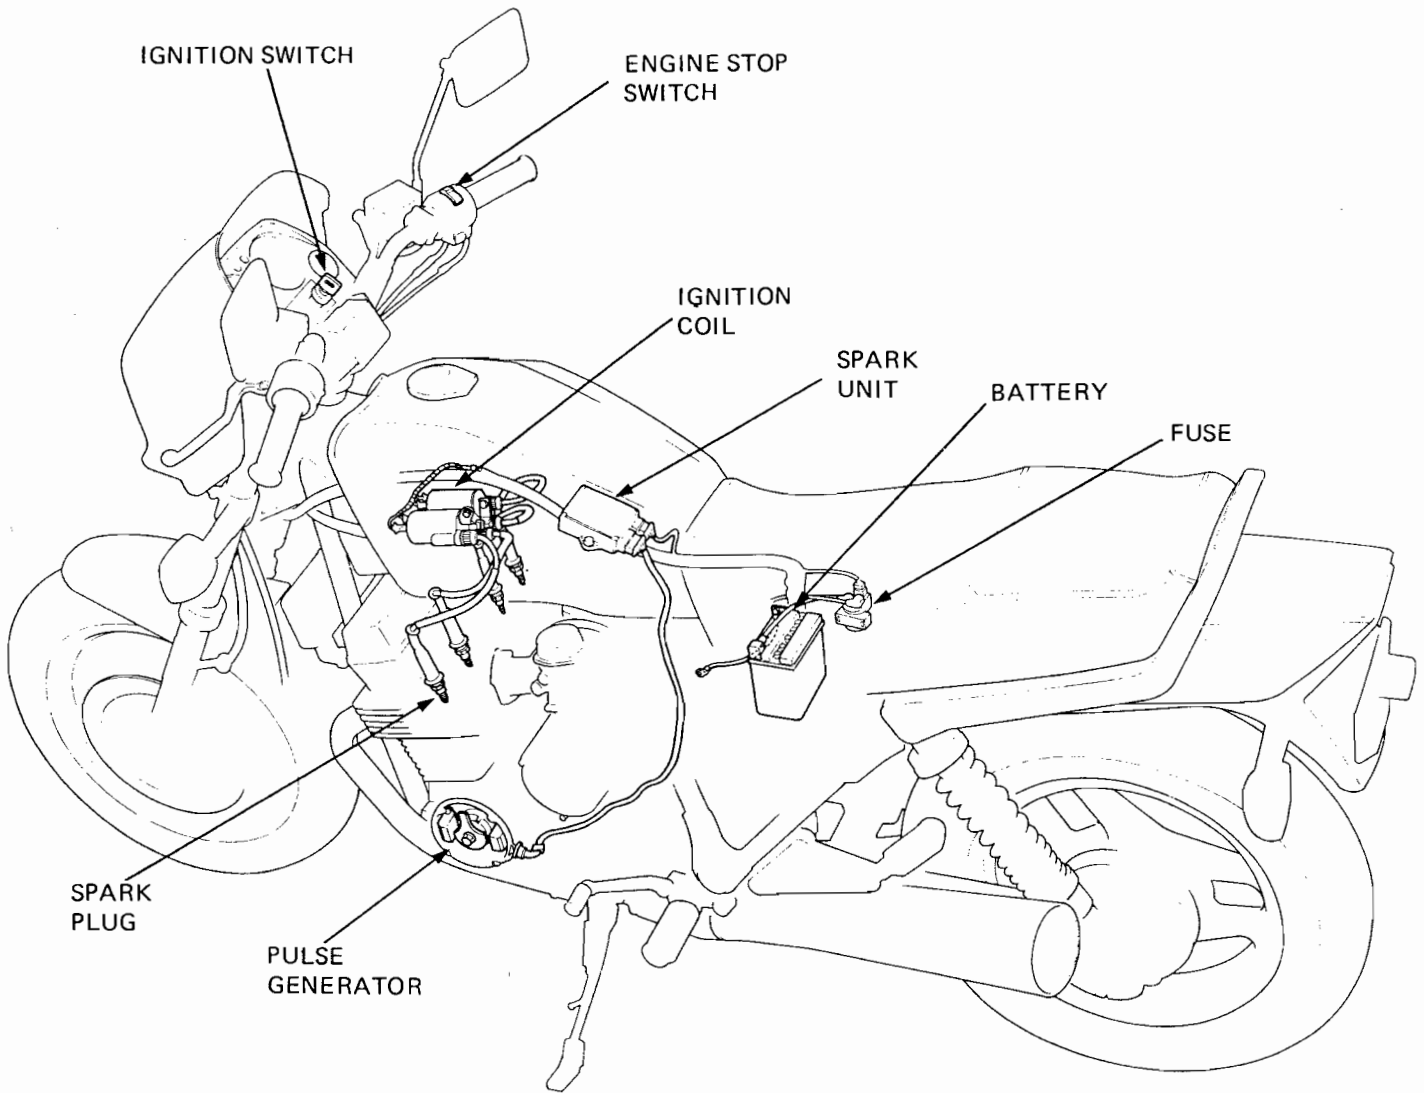 IGNITION SWITCH
ENGINE STOP
SWITCH
IGNITION
COIL
SPARK
UNIT
BATTERY
FUSE
SPARK
PLUG
PULSE
GENERATOR